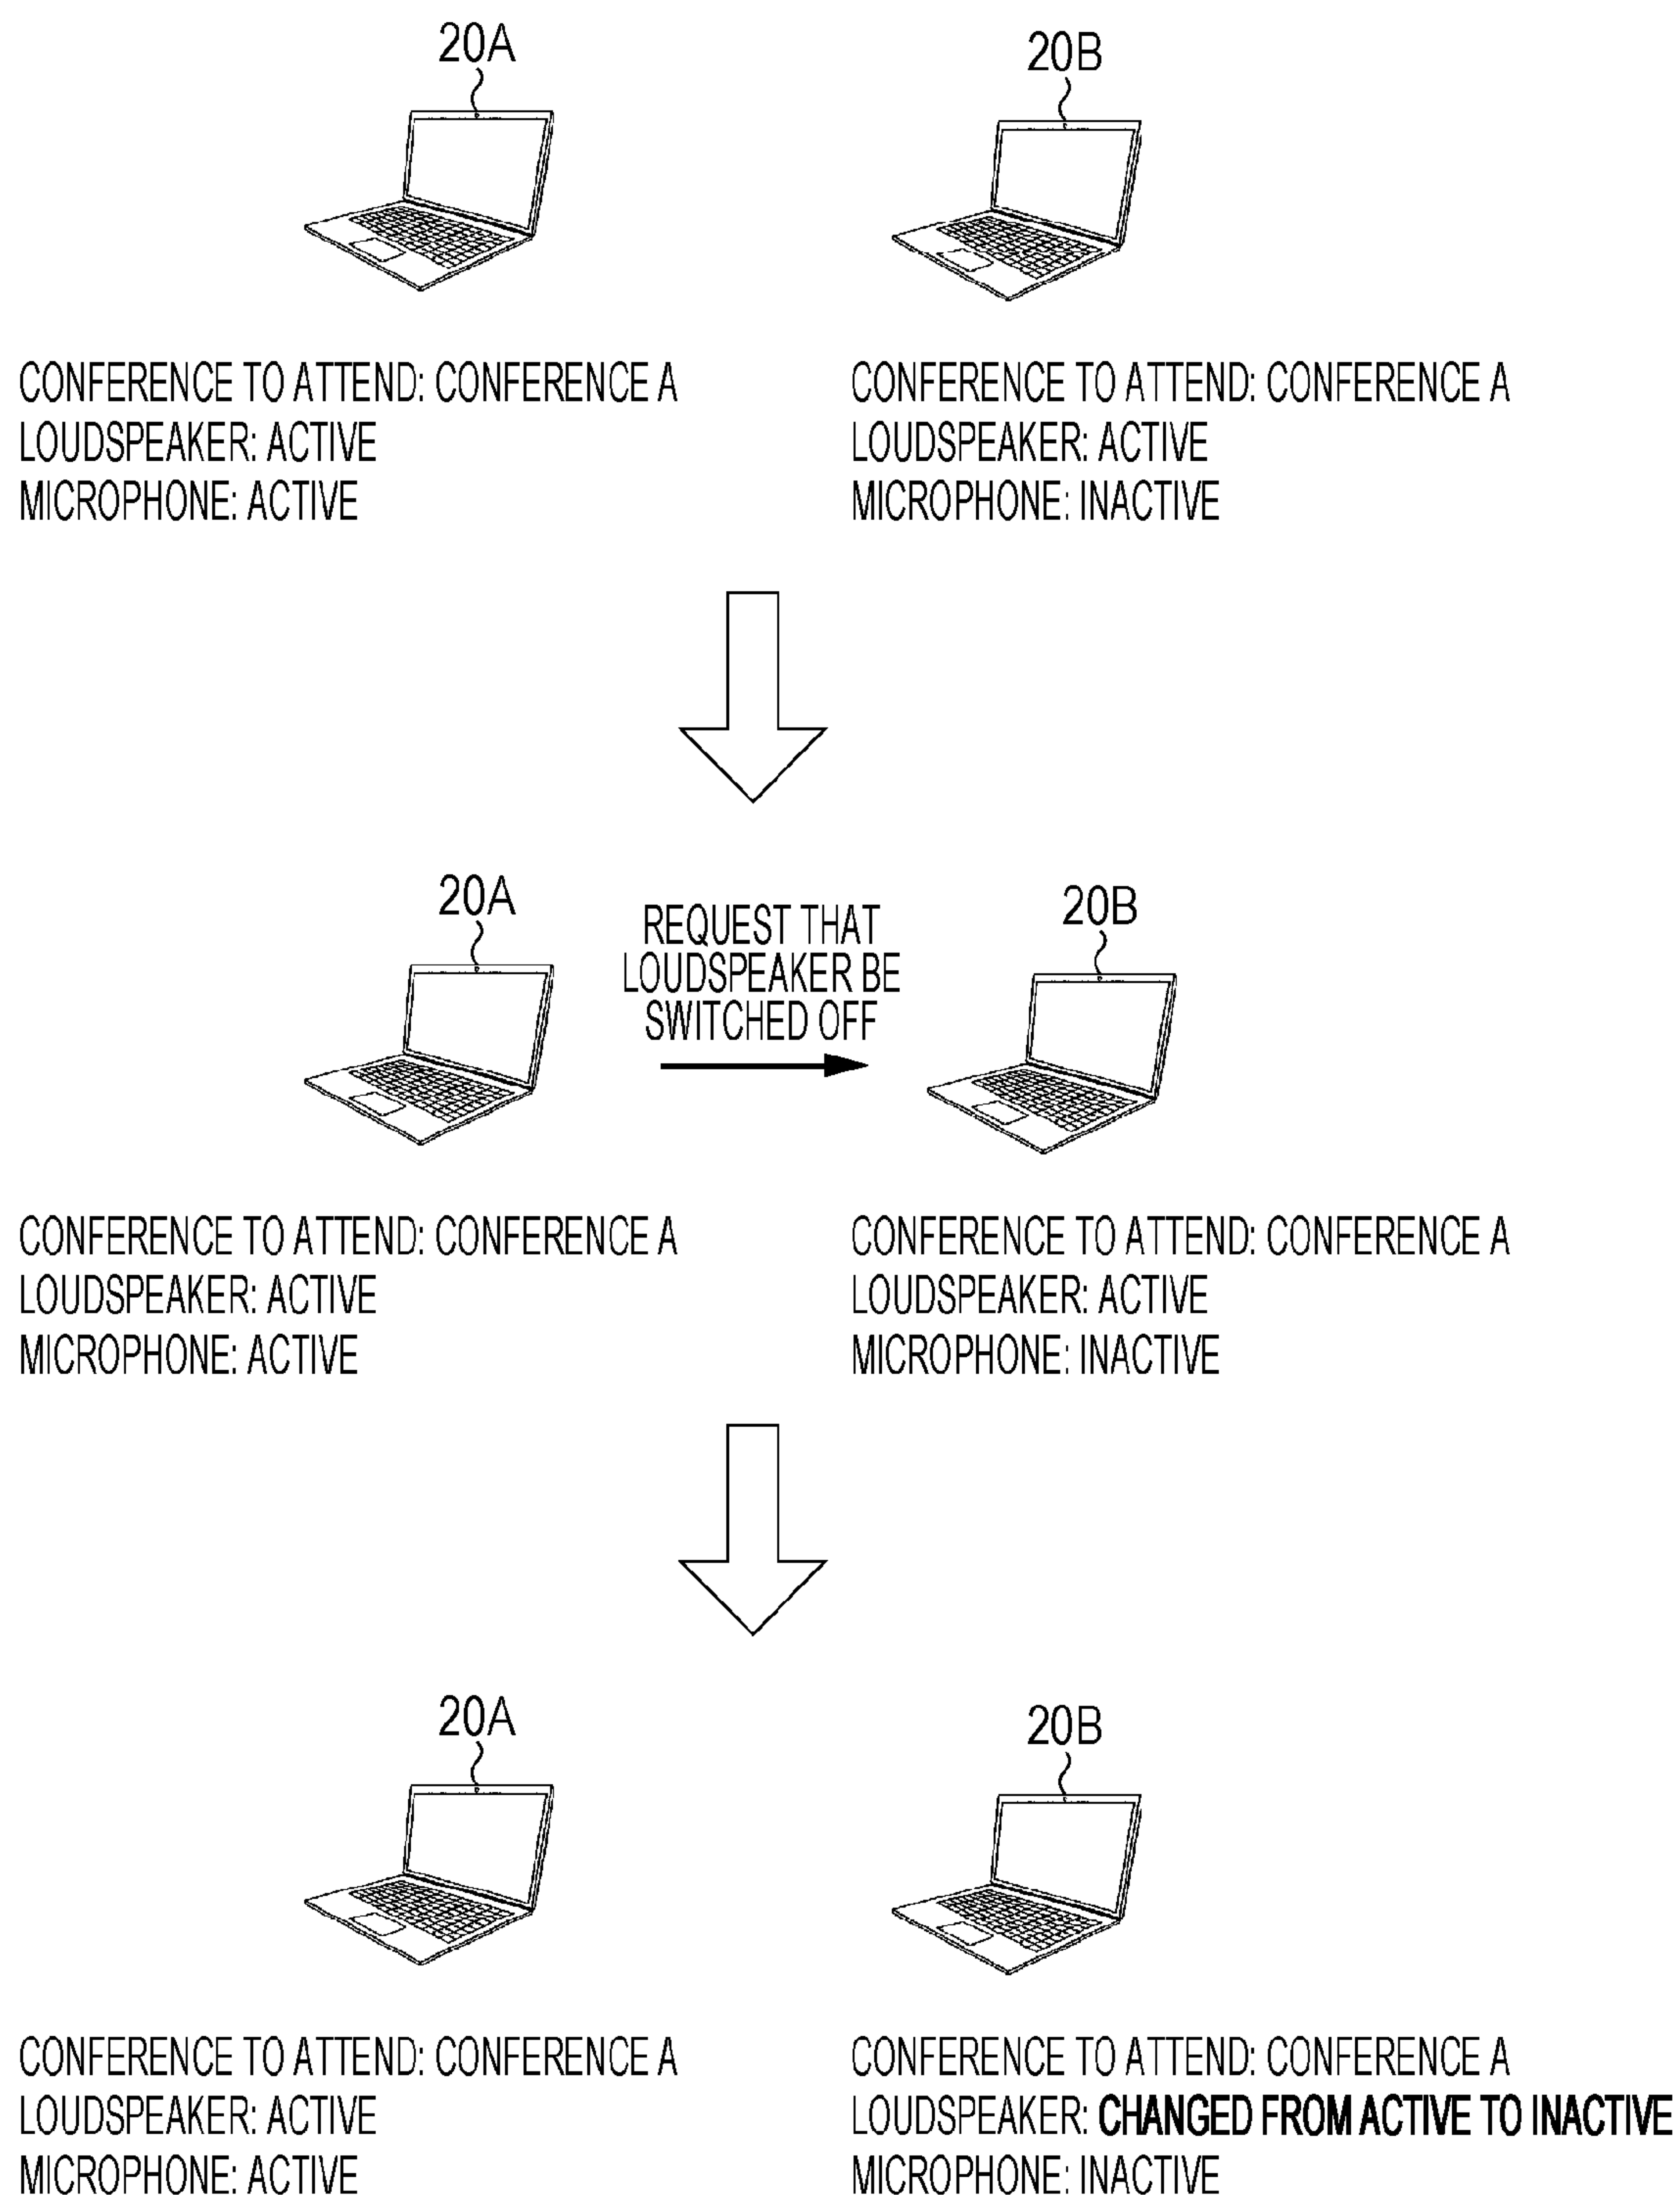 20A
20B
CONFERENCE TO ATTEND: CONFERENCE A
LOUDSPEAKER: ACTIVE
MICROPHONE: ACTIVE
CONFERENCE TO ATTEND: CONFERENCE A
LOUDSPEAKER: ACTIVE
MICROPHONE: INACTIVE
20A
REQUEST THAT
LOUDSPEAKER BE
SWITCHED OFF
20B
CONFERENCE TO ATTEND: CONFERENCE A
LOUDSPEAKER: ACTIVE
MICROPHONE: ACTIVE
CONFERENCE TO ATTEND: CONFERENCE A
LOUDSPEAKER: ACTIVE
MICROPHONE: INACTIVE
20A
20B
CONFERENCE TO ATTEND: CONFERENCE A
LOUDSPEAKER: ACTIVE
MICROPHONE: ACTIVE
CONFERENCE TO ATTEND: CONFERENCE A
LOUDSPEAKER: CHANGED FROM ACTIVE TO INACTIVE
MICROPHONE: INACTIVE